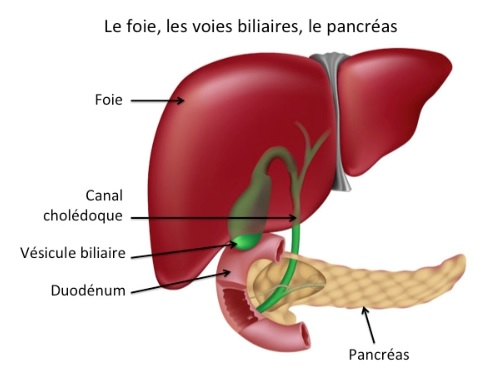 Le foie, les voies biliaires, le pancréas
Foie
Canal
cholédoque
Vésicule biliaire
Duodénum
Pancréas